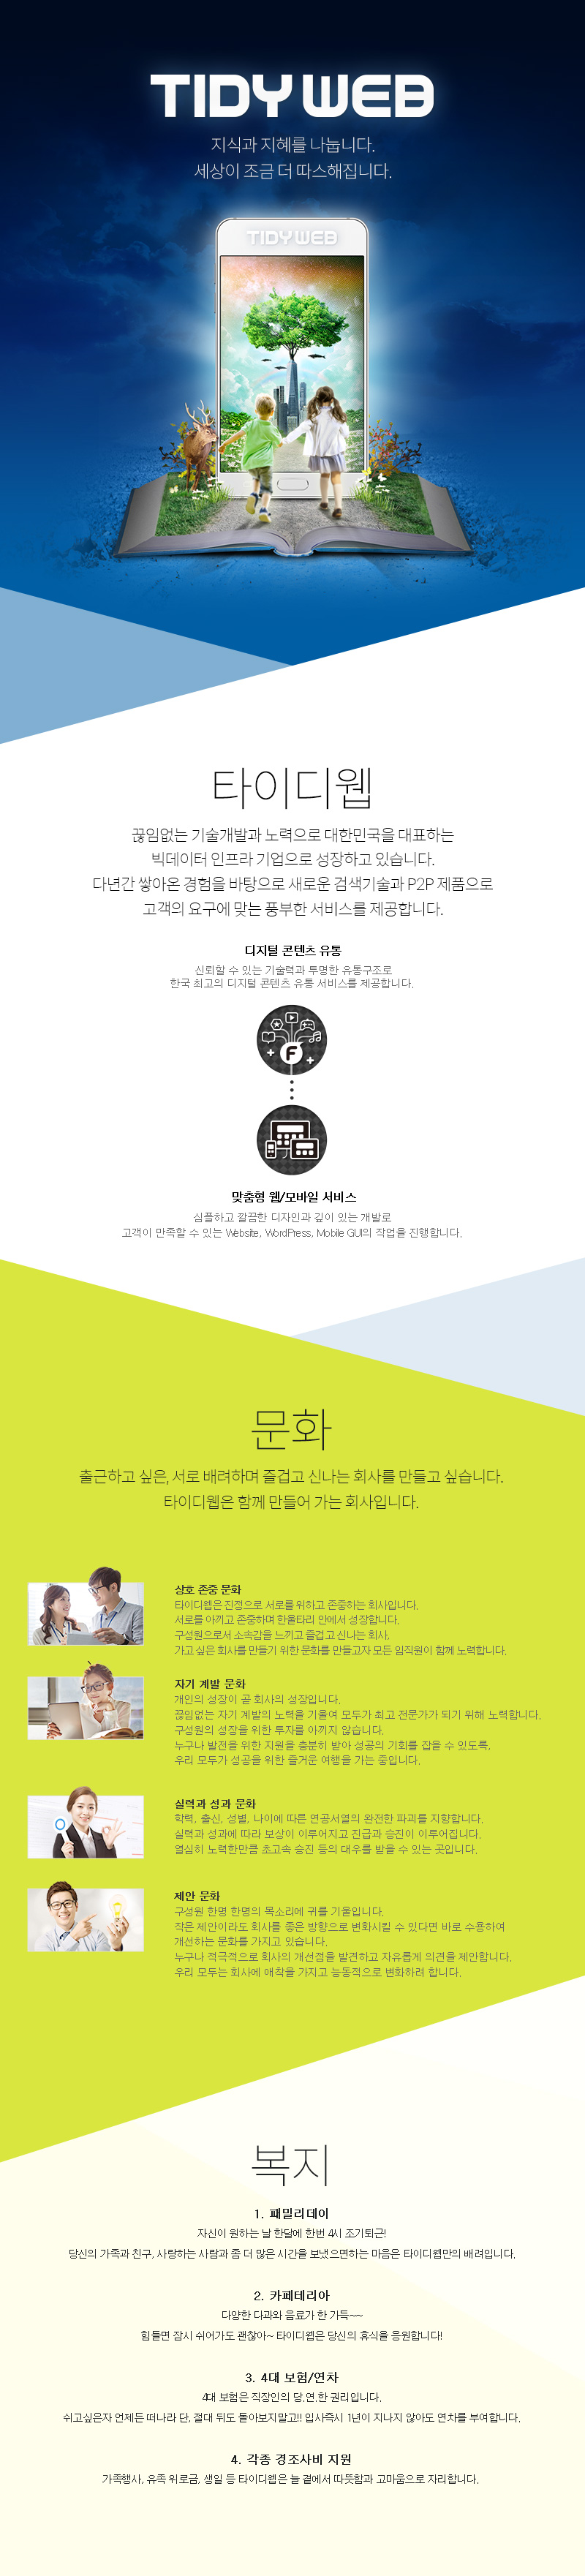 TIDY WEB
지식과 지혜를 나눕니다.
세상이 조금 더 따스해집니다.
TIDY WEB
타이디웹
끊임없는 기술개발과 노력으로 대한민국을 대표하는
빅데이터 인프라 기업으로 성장하고 있습니다.
다년간 쌓아온 경험을 바탕으로 새로운 검색기술과 P2P 제품으로
고객의 요구에 맞는 풍부한 서비스를 제공합니다.
디지털 콘텐츠 유통
신뢰할 수 있는 기술력과 투명한 유통구조로
한국 최고의 디지털 콘텐츠 유통 서비스를 제공합니다.
F
맞춤형 웹/모바일 서비스
심플하고 깔끔한 디자인과 깊이 있는 개발로
고객이 만족할 수 있는 Website, WordPress, Mobile GUI의 작업을 진행합니다.
문화
출근하고 싶은, 서로 배려하며 즐겁고 신나는 회사를 만들고 싶습니다.
타이디웹은 함께 만들어 가는 회사입니다.
상호 존중 문화
타이디웹은 진정으로 서로를 위하고 존중하는 회사입니다.
서로를 아끼고 존중하며 한울타리 안에서 성장합니다.
구성원으로서 소속감을 느끼고 즐겁고 신나는 회사,
가고 싶은 회사를 만들기 위한 문화를 만들고자 모든 임직원이 함께 노력합니다.
자기 계발 문화
개인의 성장이 곧 회사의 성장입니다.
끊임없는 자기 계발의 노력을 기울여 모두가 최고 전문가가 되기 위해 노력합니다.
구성원의 성장을 위한 투자를 아끼지 않습니다.
누구나 발전을 위한 지원을 충분히 받아 성공의 기회를 잡을 수 있도록,
우리 모두가 성공을 위한 즐거운 여행을 가는 중입니다.
실력과 성과 문화
학력, 출신, 성별, 나이에 따른 연공서열의 완전한 파괴를 지향합니다.
실력과 성과에 따라 보상이 이루어지고 진급과 승진이 이루어집니다.
열심히 노력한만큼 초고속 승진 등의 대우를 받을 수 있는 곳입니다.
제안 문화
구성원 한명 한명의 목소리에 귀를 기울입니다.
작은 제안이라도 회사를 좋은 방향으로 변화시킬 수 있다면 바로 수용하여
개선하는 문화를 가지고 있습니다.
누구나 적극적으로 회사의 개선점을 발견하고 자유롭게 의견을 제안합니다.
우리 모두는 회사에 애착을 가지고 능동적으로 변화하려 합니다.
복지
1. 패밀리데이
자신이 원하는 날 한달에 한번 4시 조기퇴근!
당신의 가족과 친구, 사랑하는 사람과 좀 더 많은 시간을 보냈으면하는 마음은 타이디웹만의 배려입니다.
2. 카페테리아
다양한 다과와 음료가 한 가득~~
힘들면 잠시 쉬어가도 괜찮아~ 타이디웹은 당신의 휴식을 응원합니다!
3. 4대 보험/연차
4대 보험은 직장인의 당.연.한 권리입니다.
쉬고싶은자 언제든 떠나라 단, 절대 뒤도 돌아보지말고!! 입사즉시 1년이 지나지 않아도 연차를 부여합니다.
4. 각종 경조사비 지원
가족행사, 유족 위로금, 생일 등 타이디웹은 늘 곁에서 따뜻함과 고마움으로 자리합니다.